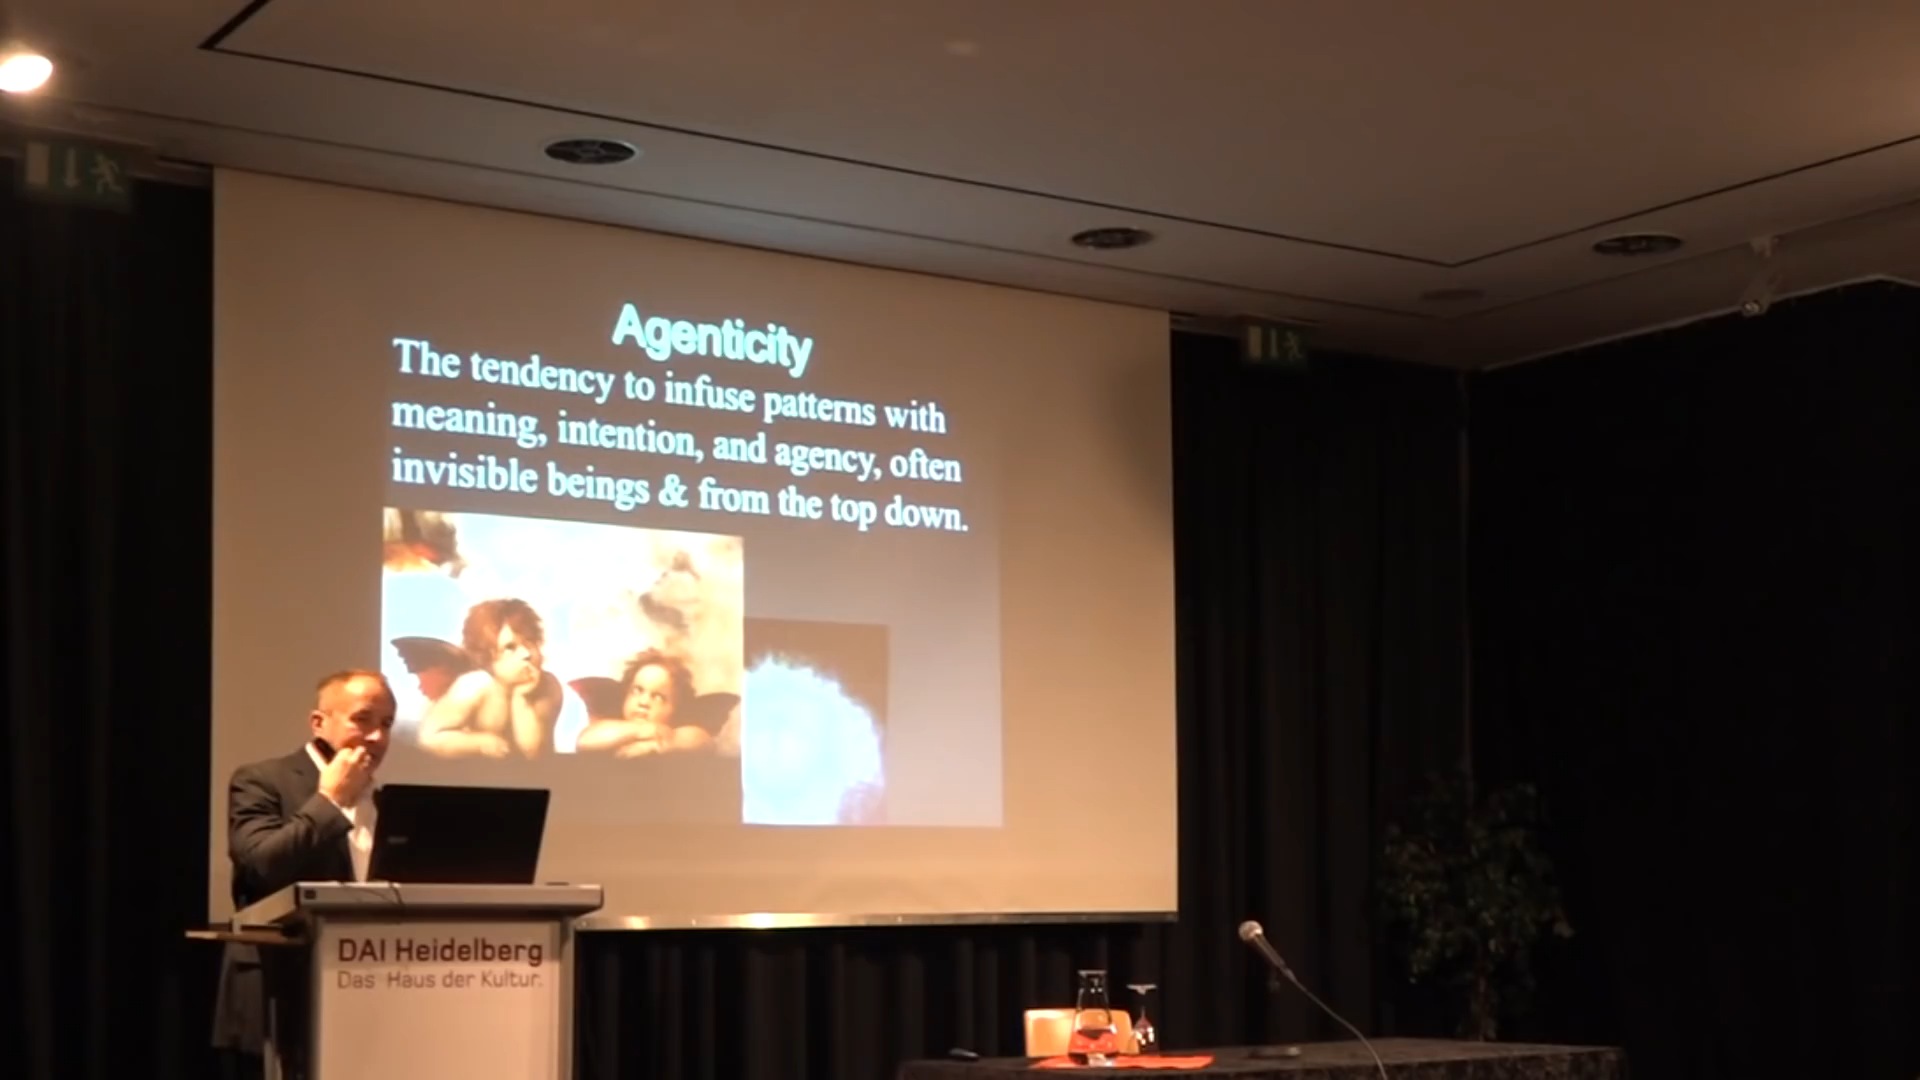 Agenticity
The tendency to infuse patterns with
meaning, intention, and agency, often
invisible beings & from the top down.
DAI Heidelberg
Das Haus der Kultur.